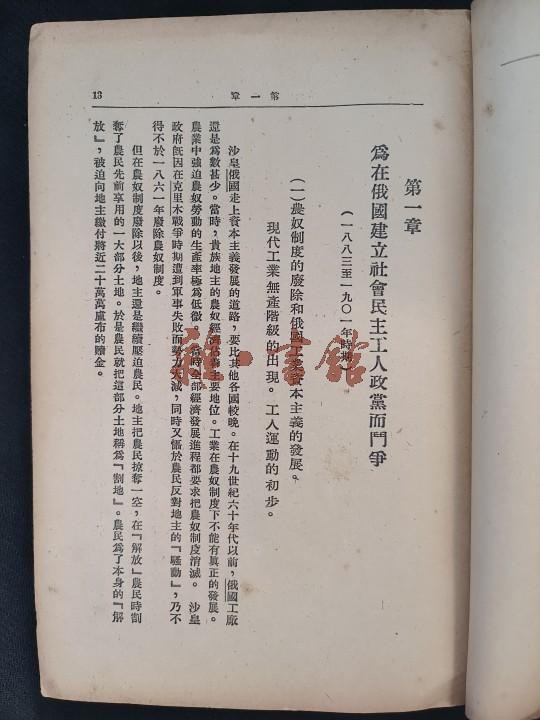 13
第一章
第一章
為在俄國建立社會民主工人政黨而鬥爭
（一八八三至一九〇一年時期）
（一）農奴制度的廢除和俄國工業資本主義的發展。
現代工業無產階級的出現。工人運動的初步。
沙皇俄國走上資本主義發展的道路，要比其他各國較晚。在十九世紀六十年代以前，俄國工廠
還是為數甚少。當時，貴族地主的農奴經濟佔着主要地位。工業在農奴制度下不能有真正的發展。
農業中強迫農奴勞動的生產率極為低微。當時全部經濟發展進程都要求把農奴制度消滅。沙皇
政府旣因在克里木戰爭時期遭到軍事失敗而勢力大減，同時又懾於農民反對地主的『騷動』，乃不
得不於一八六一年廢除農奴制度。
但在農奴制度廢除以後，地主還是繼續壓迫農民。地主把農民掠奪一空，在『解放』農民時割
奪了農民先前享用的一大部分土地。於是農民就把這部分土地稱為『割地』。農民為了本身的『解
放』，被迫向地主繳付將近二十萬萬盧布的贖金。
書館